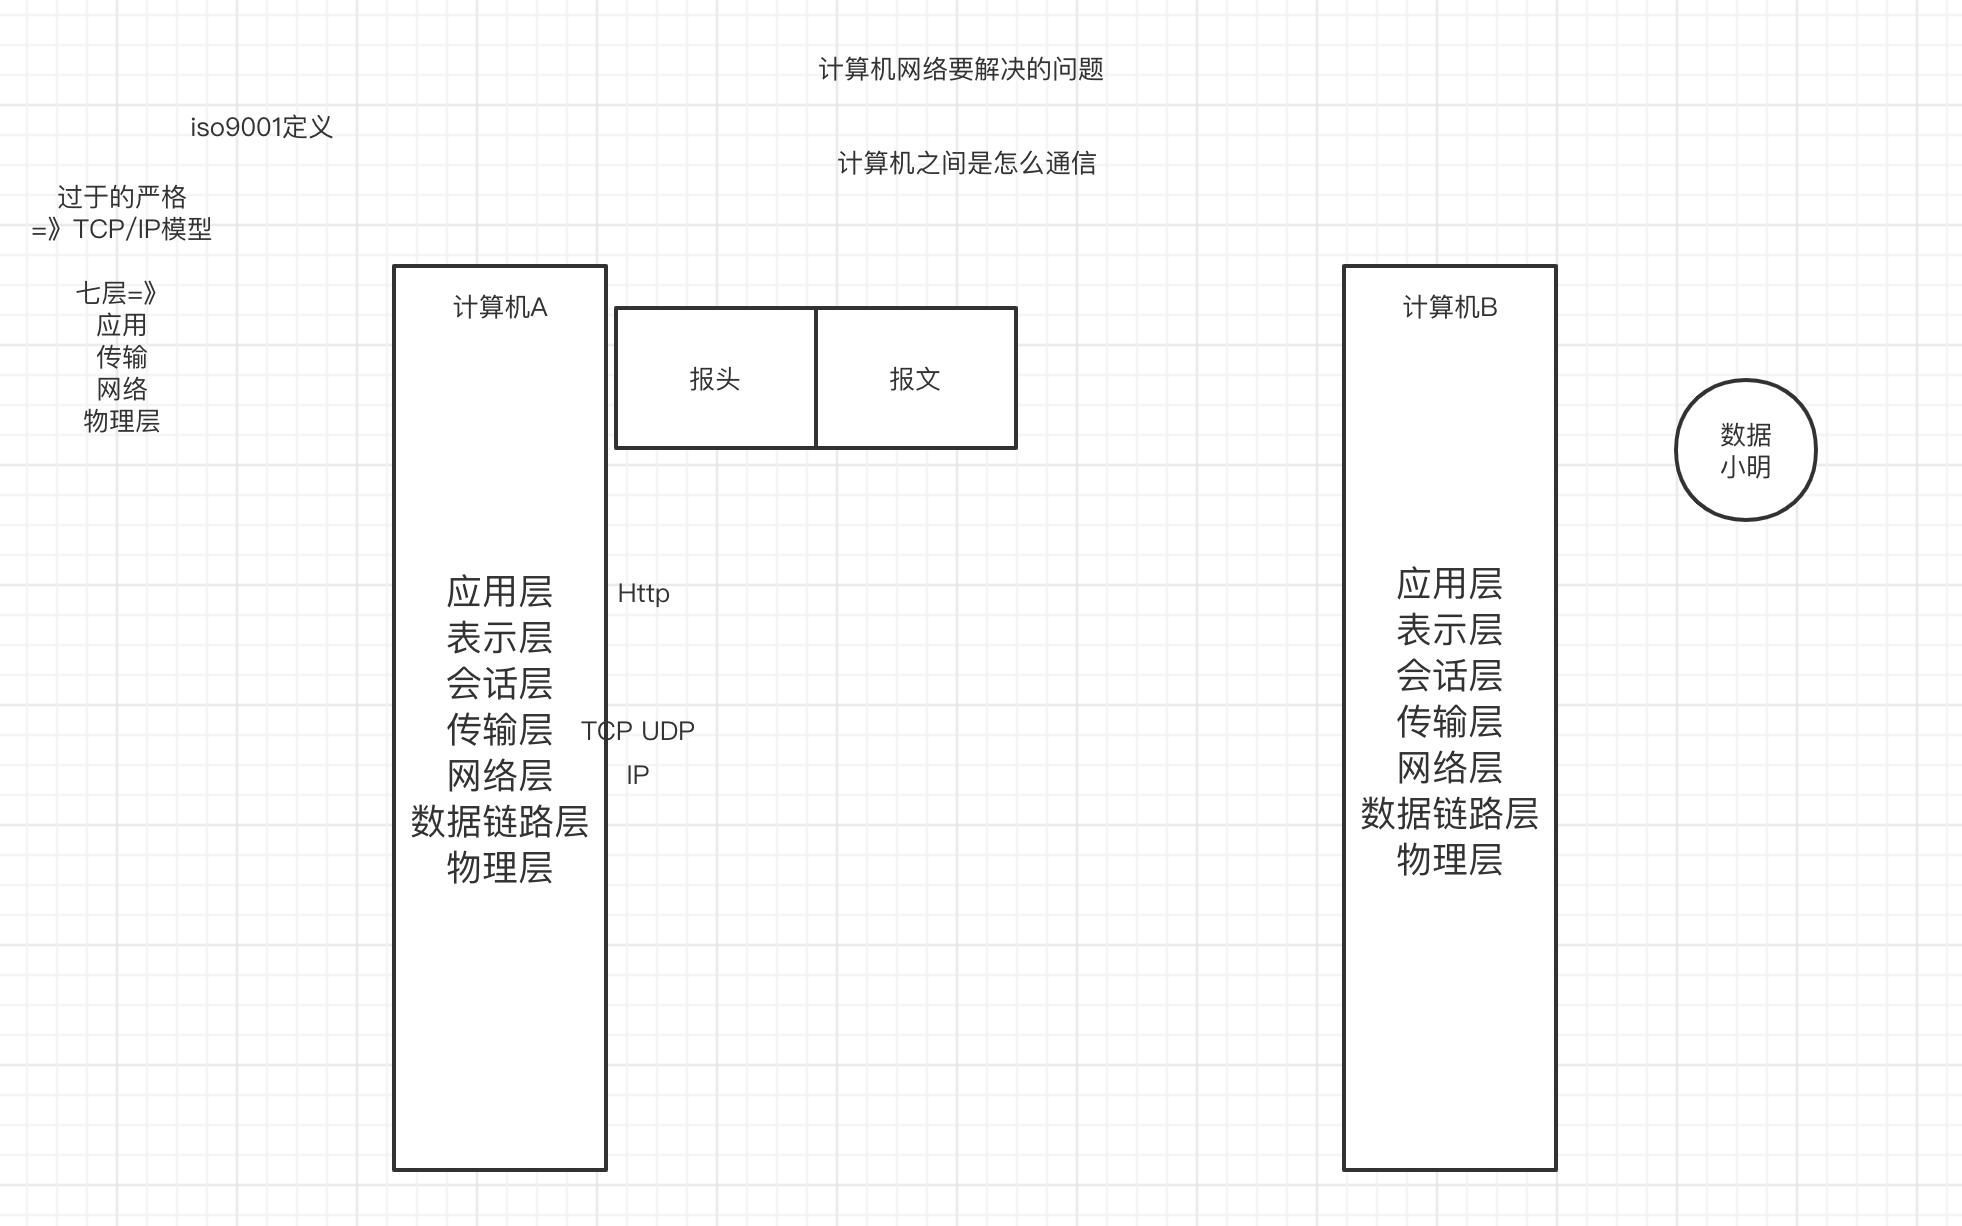 计算机网络要解决的问题
iso9001定义
计算机之间是怎么通信
过于的严格
=》TCP/IP模型
七层=》
应用
传输
网络
物理层
计算机A
报头
报文
应用层
Http
表示层
会话层
传输层
TCP UDP
网络层
IP
数据链路层
物理层
计算机B
应用层
表示层
会话层
传输层
网络层
数据链路层
物理层
数据
小明